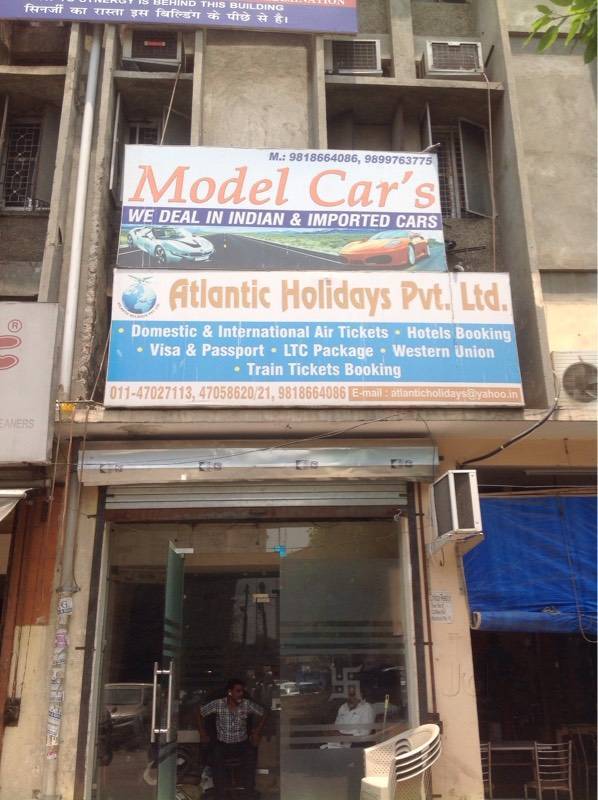 SYNERGY IS BEHIND THIS BUILDING
सिनर्जी का रास्ता इस बिल्डिंग के पीछे से है।
M.: 9818664086, 9899763775
Model Car's
WE DEAL IN INDIAN & IMPORTED CARS
Atlantic Holidays Pvt. Ltd.
• Domestic & International Air Tickets • Hotels Booking
• Visa & Passport • LTC Package • Western Union
• Train Tickets Booking
011-47027113, 47058620/21, 9818664086 E-mail : atlanticholidays@yahoo.in
®
EANERS